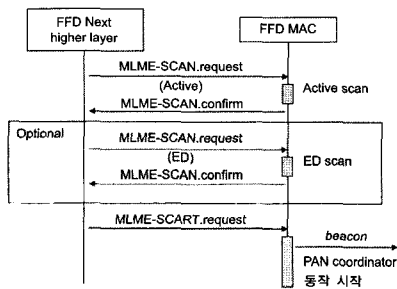 FFD Next
higher layer
FFD MAC
MLME-SCAN.request
(Active)
Active scan
MLME-SCAN.confirm
Optional
MLME-SCAN.request
(ED)
ED scan
MLME-SCAN.confirm
MLME-SCART.request
beacon
PAN coordinator
동작 시작